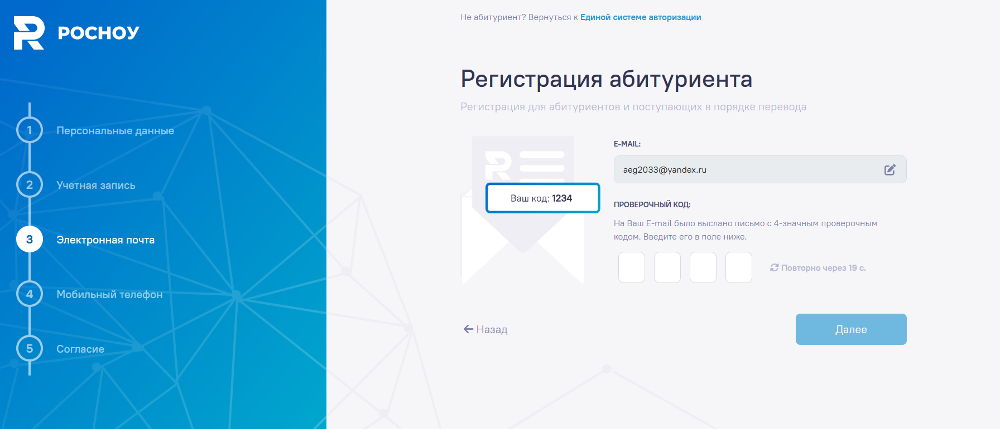 РОСНОУ
1 Персональные данные
2 Учетная запись
3 Электронная почта
4 Мобильный телефон
5 Согласие
Не абитуриент? Вернуться к Единой системе авторизации
Регистрация абитуриента
Регистрация для абитуриентов и поступающих в порядке перевода
Ваш код: 1234
E-MAIL:
aeg2033@yandex.ru
ПРОВЕРОЧНЫЙ КОД:
На Ваш E-mail было выслано письмо с 4-значным проверочным
кодом. Введите его в поле ниже.
Повторно через 19 с.
Назад
Далее